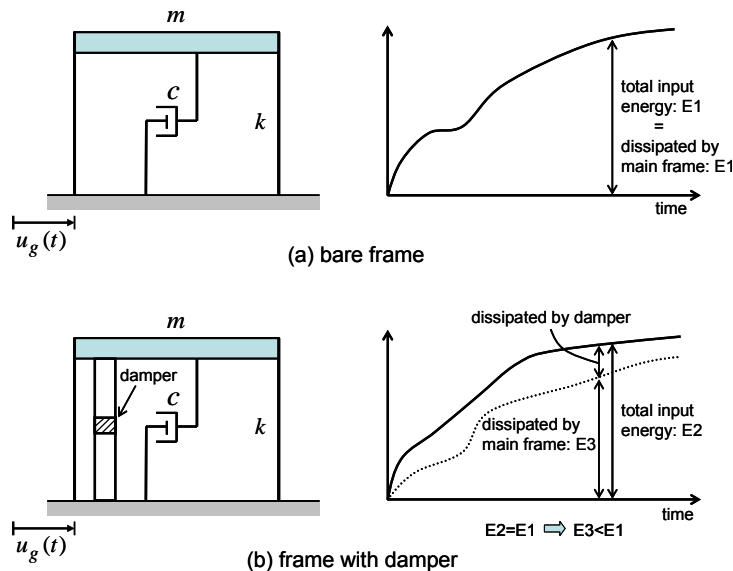 m
c
k
u_g(t)
total input
energy: E1
=
dissipated by
main frame: E1
time
(a) bare frame
m
damper
c
k
u_g(t)
dissipated by damper
dissipated by
main frame: E3
total input
energy: E2
time
E2=E1 ⇨ E3<E1
(b) frame with damper